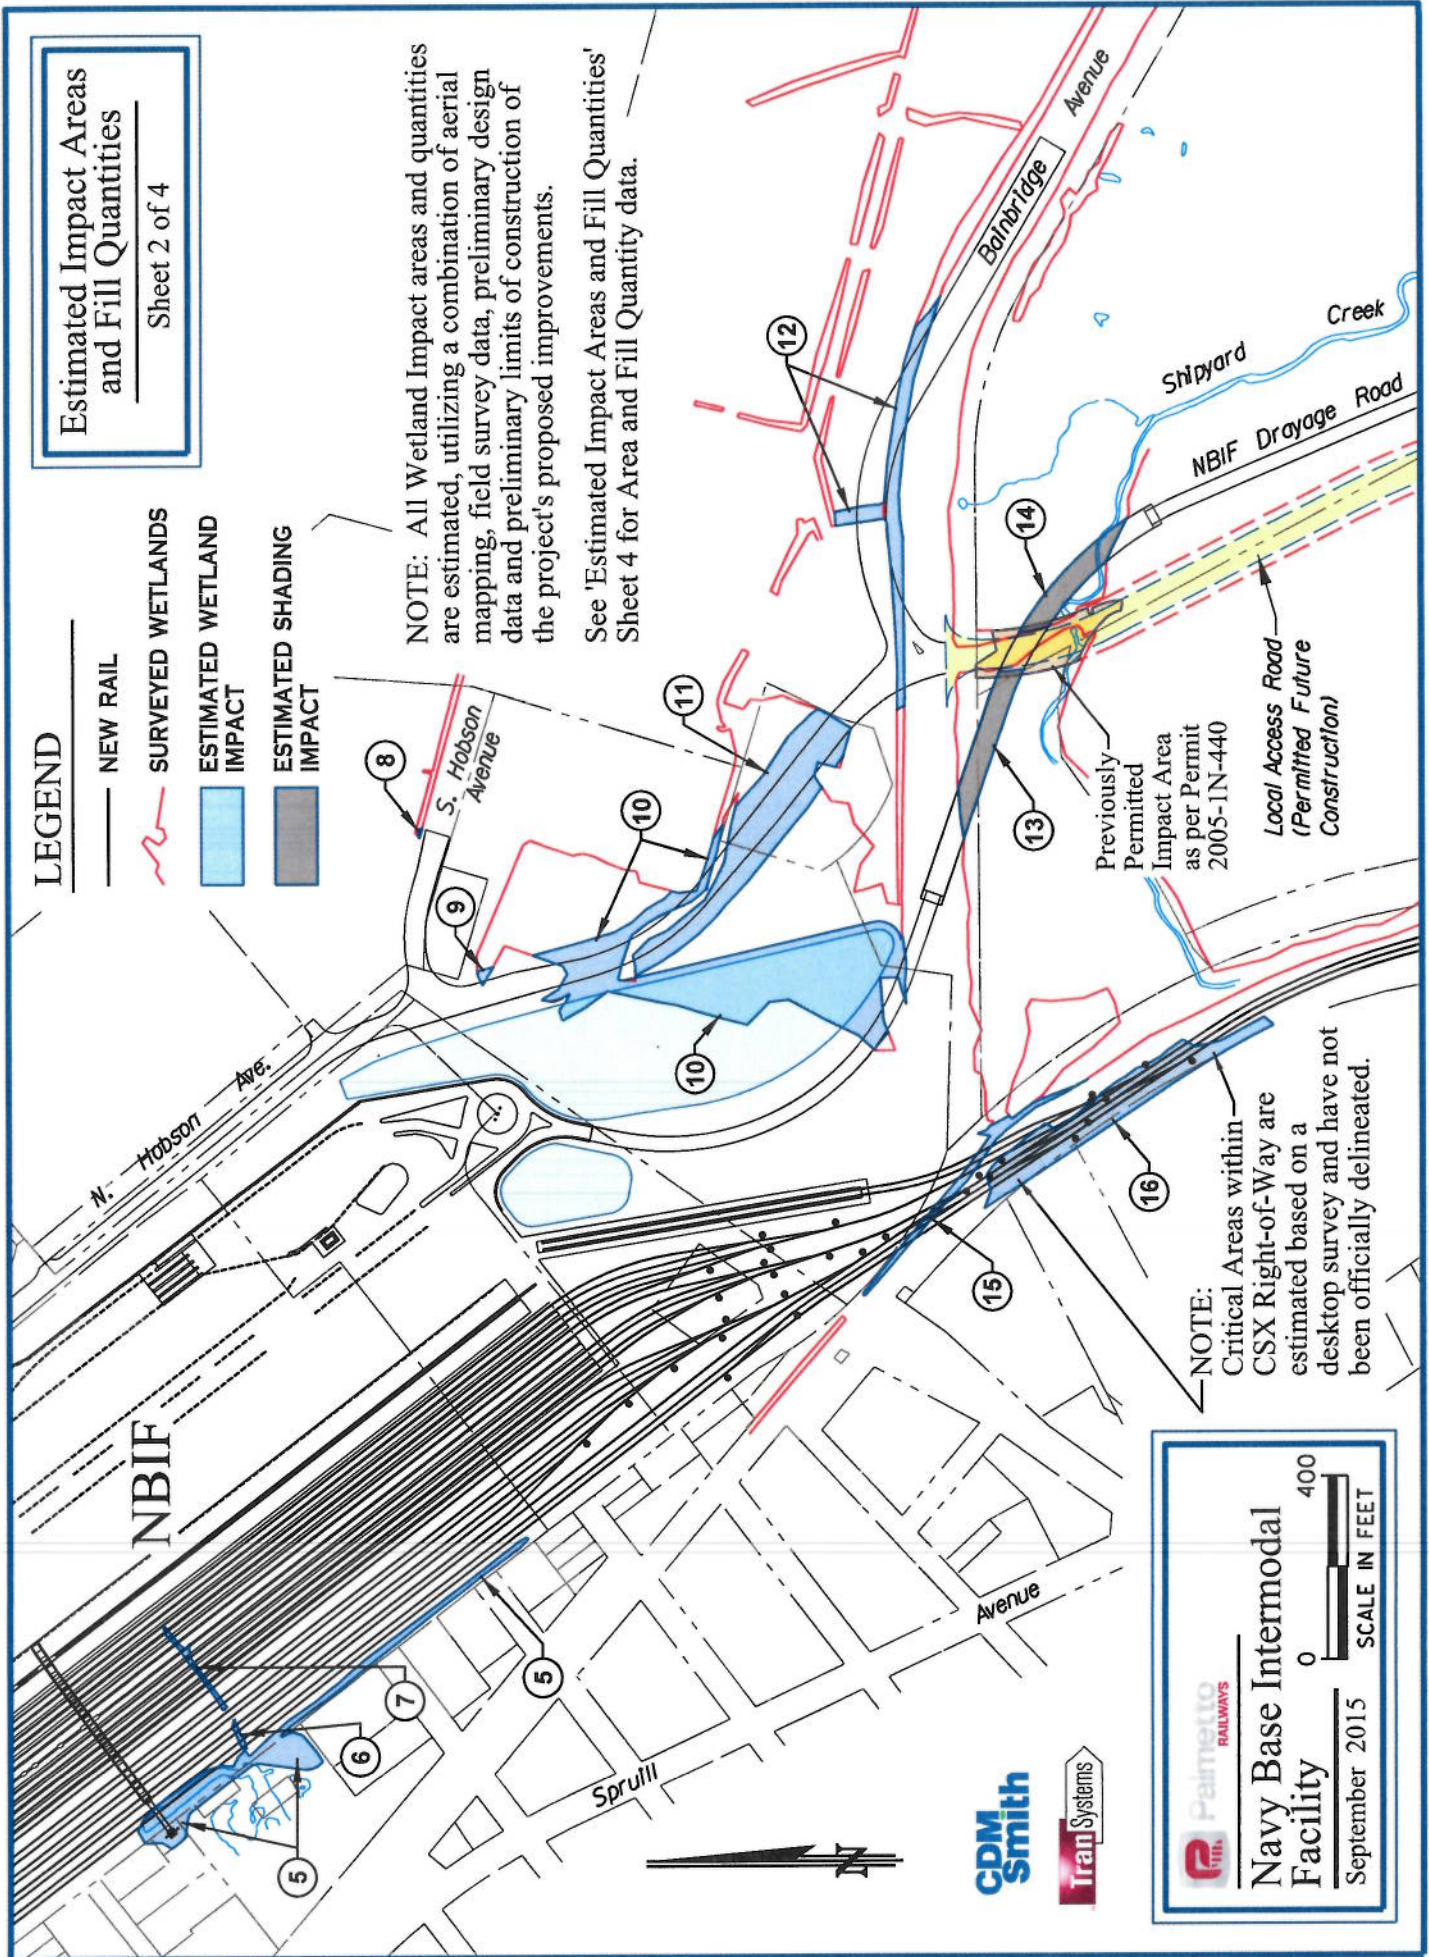 Estimated Impact Areas
and Fill Quantities
Sheet 2 of 4
LEGEND
NEW RAIL
SURVEYED WETLANDS
ESTIMATED WETLAND
IMPACT
ESTIMATED SHADING
IMPACT
NOTE: All Wetland Impact areas and quantities
are estimated, utilizing a combination of aerial
mapping, field survey data, preliminary design
data and preliminary limits of construction of
the project's proposed improvements.
See 'Estimated Impact Areas and Fill Quantities'
Sheet 4 for Area and Fill Quantity data.
NBIF
N. Hobson Ave.
S. Hobson
Avenue
8
9
10
10
11
12
Bainbridge
Avenue
Shipyard
Creek
NBIF Drayage Road
14
13
Previously
Permitted
Impact Area
as per Permit
2005-1N-440
Local Access Road
(Permitted Future
Construction)
5
5
6
7
15
16
NOTE:
Critical Areas within
CSX Right-of-Way are
estimated based on a
desktop survey and have not
been officially delineated.
Spruill
Avenue
N
CDM
Smith
TranSystems
Palmetto
RAILWAYS
Navy Base Intermodal
Facility
September 2015
0
400
SCALE IN FEET